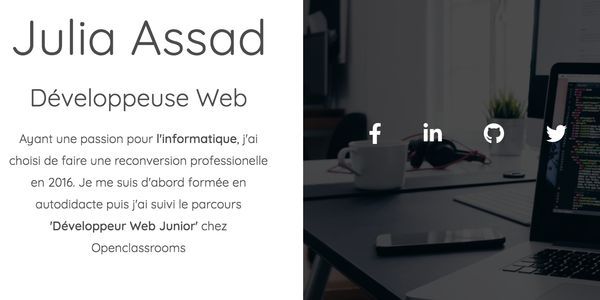 Julia Assad
Développeuse Web
Ayant une passion pour l'informatique, j'ai
choisi de faire une reconversion professionelle
en 2016. Je me suis d'abord formée en
autodidacte puis j'ai suivi le parcours
'Développeur Web Junior' chez
Openclassrooms